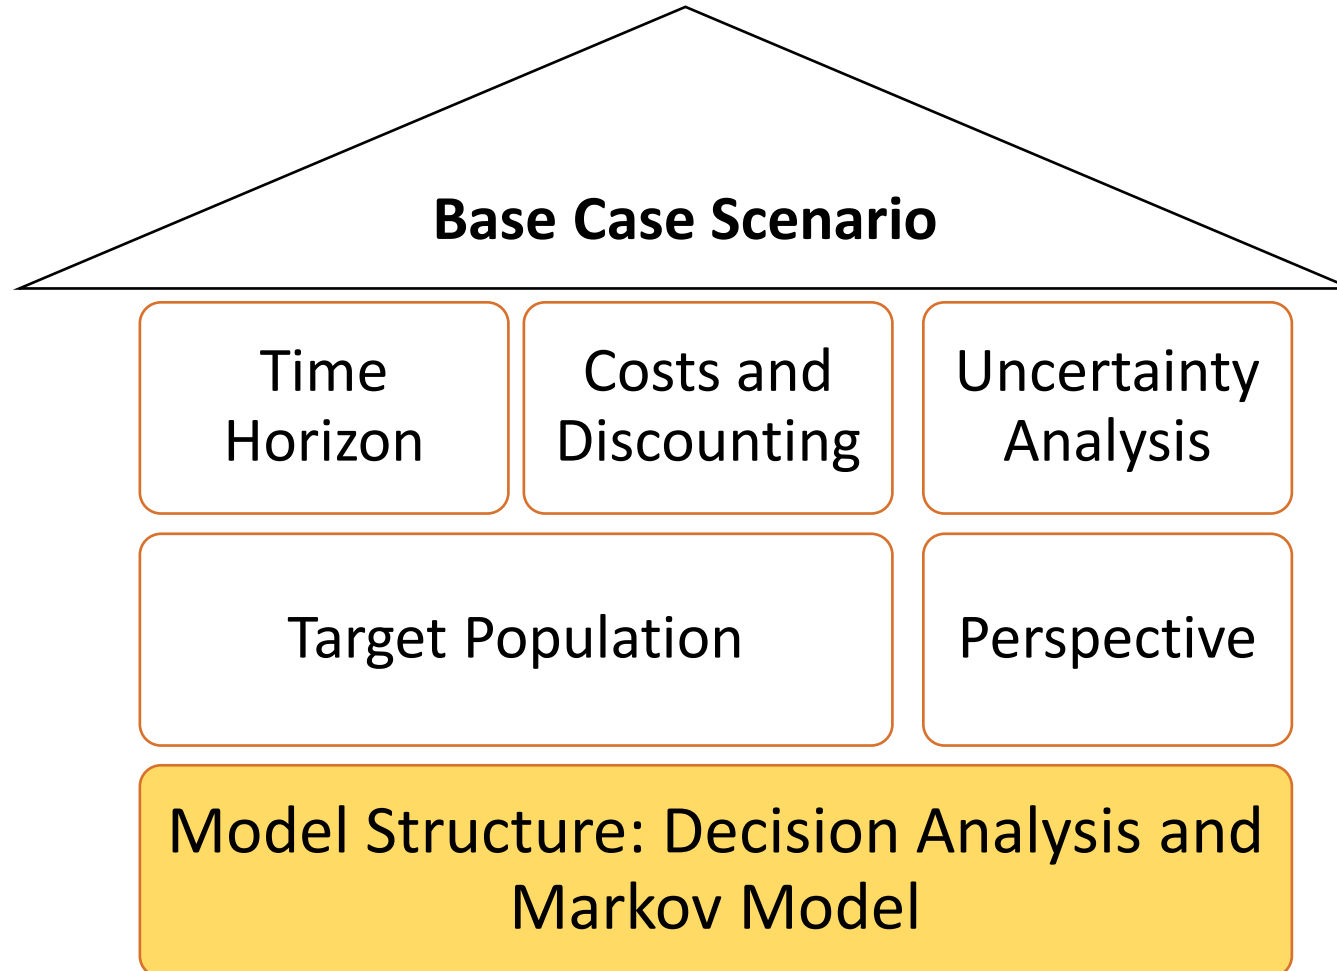 Base Case Scenario
Time
Horizon
Costs and
Discounting
Uncertainty
Analysis
Target Population
Perspective
Model Structure: Decision Analysis and
Markov Model